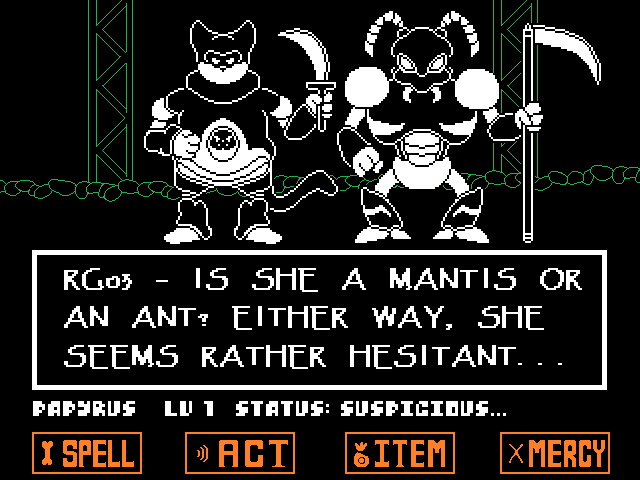 RG03 - IS SHE A MANTIS OR
AN ANT? EITHER WAY, SHE
SEEMS RATHER HESITANT...
PAPYRUS LV 1 STATUS: SUSPICIOUS...
SPELL ACT ITEM MERCY